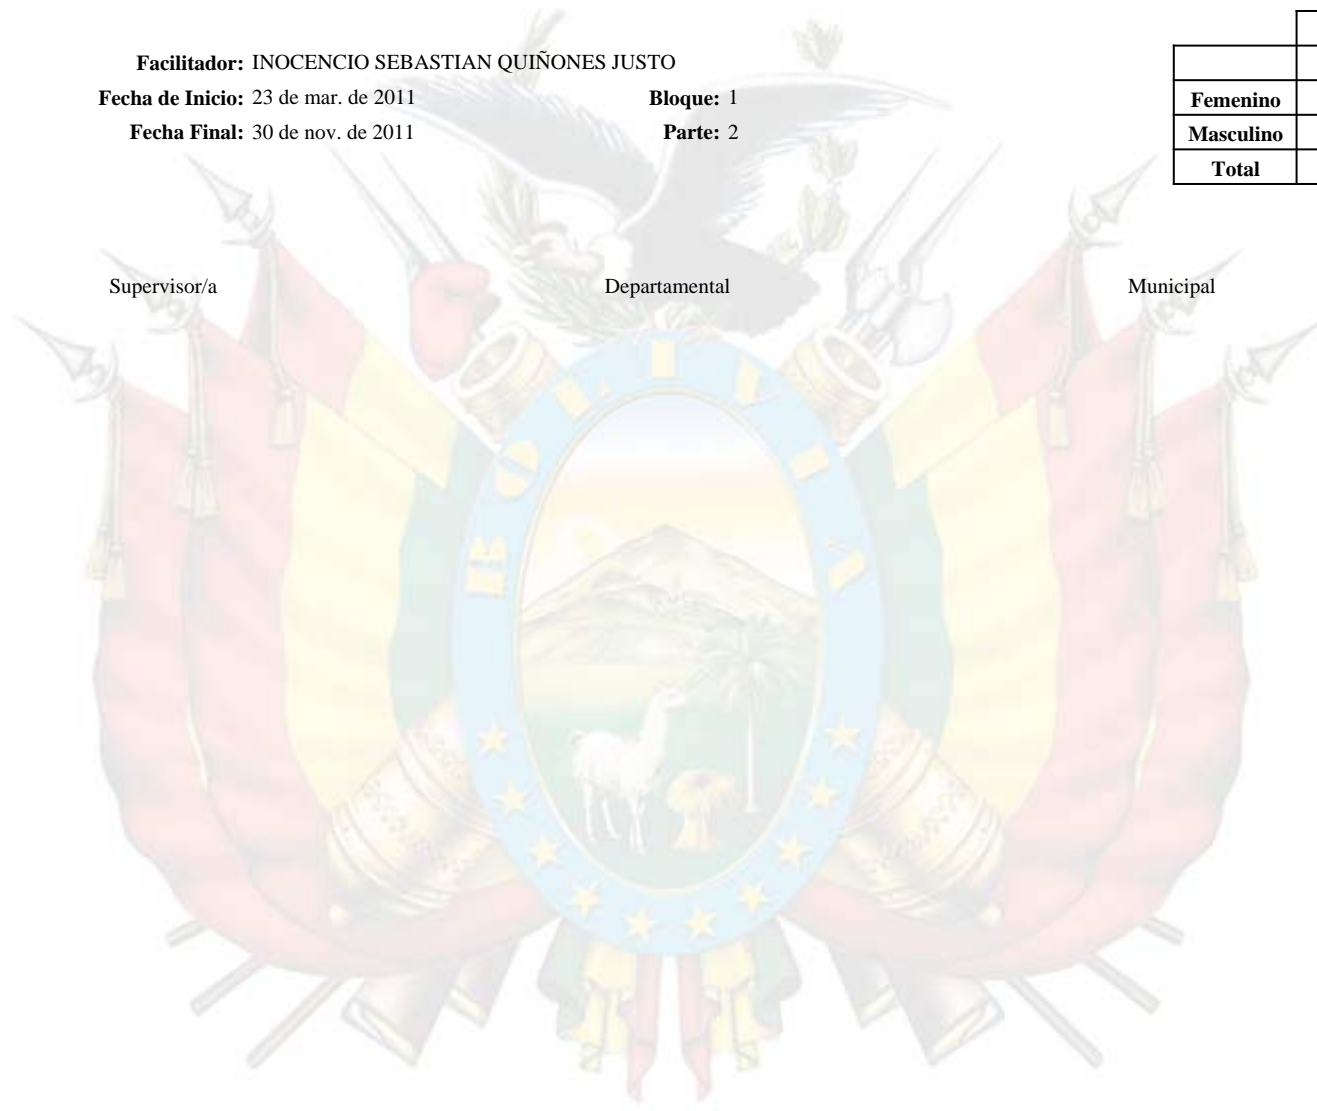 Facilitador: INOCENCIO SEBASTIAN QUIÑONES JUSTO
Fecha de Inicio: 23 de mar. de 2011 Bloque: 1
Fecha Final: 30 de nov. de 2011 Parte: 2
Femenino
Masculino
Total
Supervisor/a Departamental Municipal
BOLIVIA